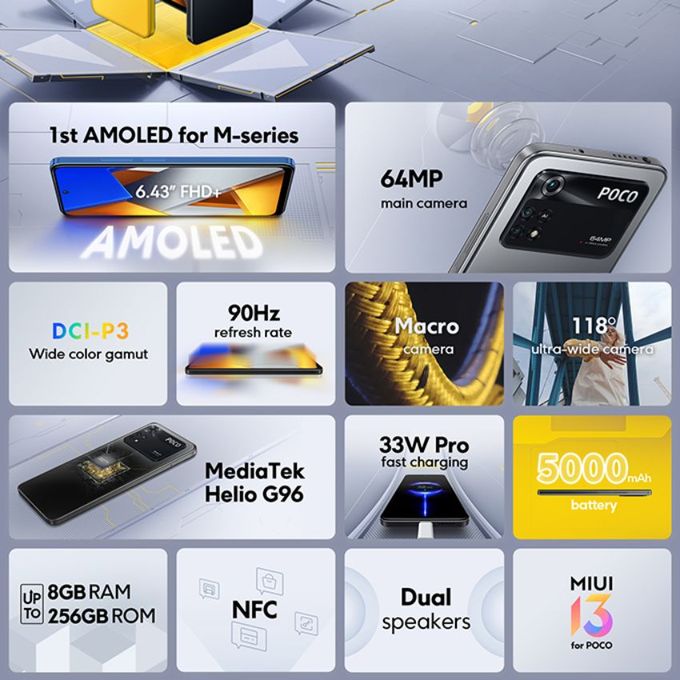 1st AMOLED for M-series
6.43" FHD+
AMOLED
64MP
main camera
POCO
64MP
DCI-P3
Wide color gamut
90Hz
refresh rate
Macro
camera
118°
ultra-wide camera
POCO
MediaTek
Helio G96
33W Pro
fast charging
5000mAh
battery
UP TO
8GB RAM
256GB ROM
NFC
Dual
speakers
MIUI
13
for POCO